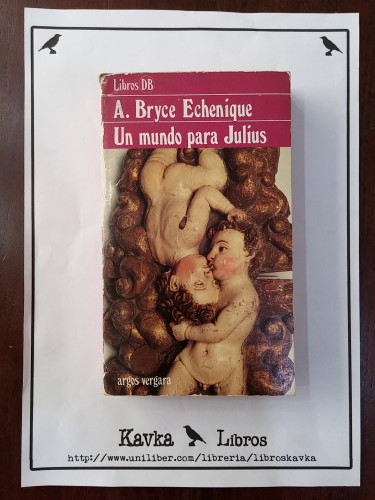 Libros DB
A. Bryce Echenique
Un mundo para Julius
argos vergara
Kavka Libros
http://www.uniliber.com/libreria/libroskavka